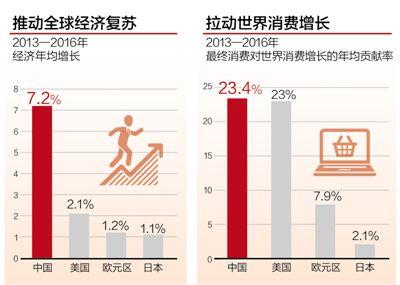 推动全球经济复苏
2013—2016年
经济年均增长
8
7
6
5
4
3
2
1
0
7.2%
2.1%
1.2%
1.1%
中国
美国
欧元区
日本
拉动世界消费增长
2013—2016年
最终消费对世界消费增长的年均贡献率
25
20
15
10
5
0
23.4%
23%
7.9%
2.1%
中国
美国
欧元区
日本